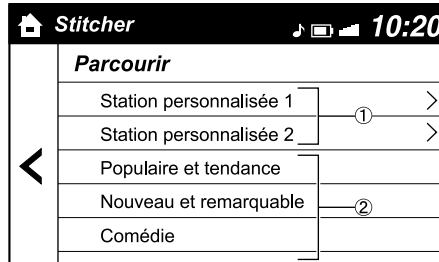 Stitcher 10:20
Parcourir
Station personnalisée 1
①
Station personnalisée 2
Populaire et tendance
Nouveau et remarquable
②
Comédie